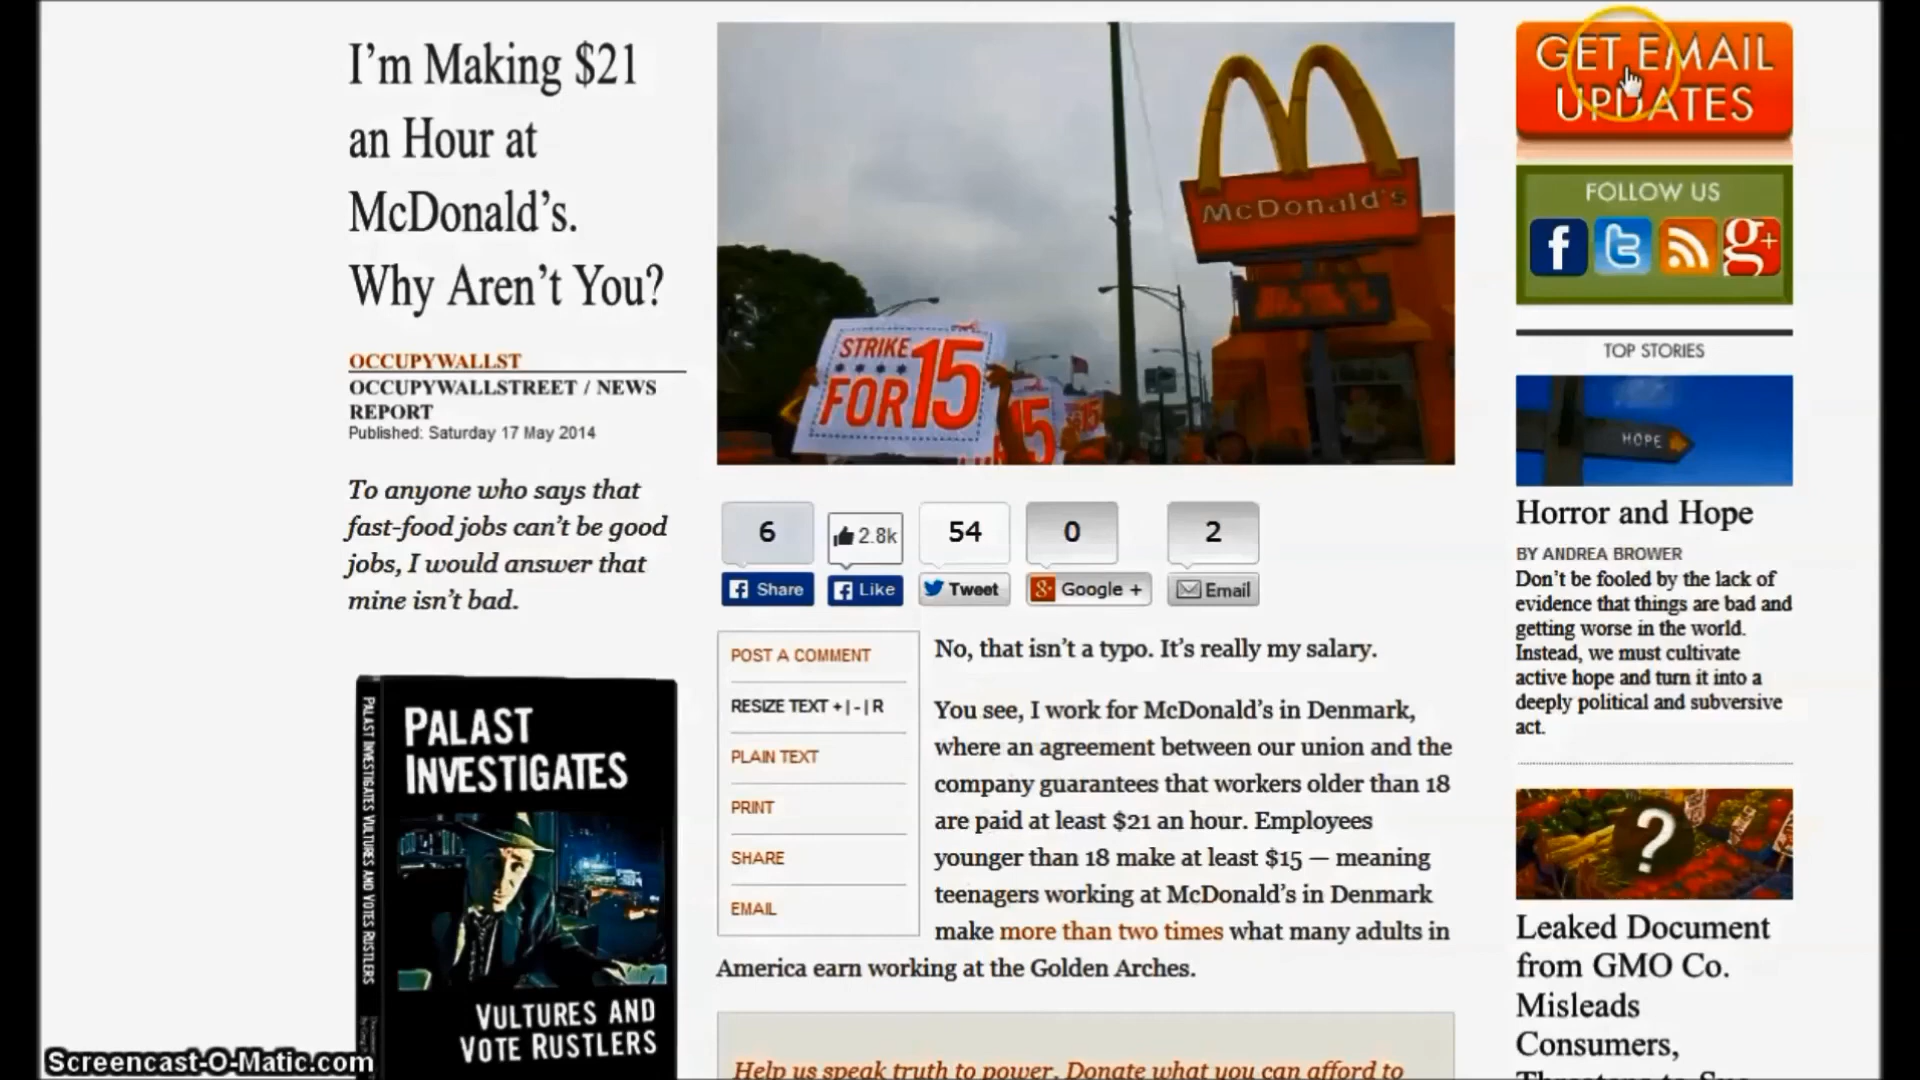 I'm Making $21
an Hour at
McDonald's.
Why Aren't You?
OCCUPYWALLST
OCCUPYWALLSTREET / NEWS
REPORT
Published: Saturday 17 May 2014
To anyone who says that
fast-food jobs can't be good
jobs, I would answer that
mine isn't bad.
PALAST INVESTIGATES VULTURES AND VOTES RUSTLERS
PALAST
INVESTIGATES
VULTURES AND
VOTE RUSTLERS
Screencast-O-Matic.com
McDonald's
STRIKE
FOR 15
15
15
6
2.8k
54
0
2
Share
Like
Tweet
Google +
Email
POST A COMMENT
RESIZE TEXT + | - | R
PLAIN TEXT
PRINT
SHARE
EMAIL
No, that isn't a typo. It's really my salary.
You see, I work for McDonald's in Denmark,
where an agreement between our union and the
company guarantees that workers older than 18
are paid at least $21 an hour. Employees
younger than 18 make at least $15 — meaning
teenagers working at McDonald's in Denmark
make more than two times what many adults in
America earn working at the Golden Arches.
Help us speak truth to power. Donate what you can afford to
GET EMAIL
UPDATES
FOLLOW US
f
t
g+
TOP STORIES
HOPE
Horror and Hope
BY ANDREA BROWER
Don't be fooled by the lack of
evidence that things are bad and
getting worse in the world.
Instead, we must cultivate
active hope and turn it into a
deeply political and subversive
act.
?
Leaked Document
from GMO Co.
Misleads
Consumers,